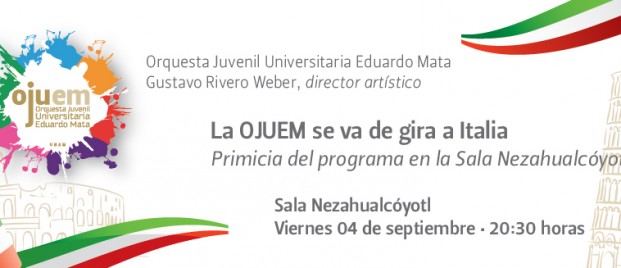 ojuem
Orquesta Juvenil
Universitaria
Eduardo Mata
UNAM
Orquesta Juvenil Universitaria Eduardo Mata
Gustavo Rivero Weber, director artístico
La OJUEM se va de gira a Italia
Primicia del programa en la Sala Nezahualcóyo
Sala Nezahualcóyotl
Viernes 04 de septiembre · 20:30 horas